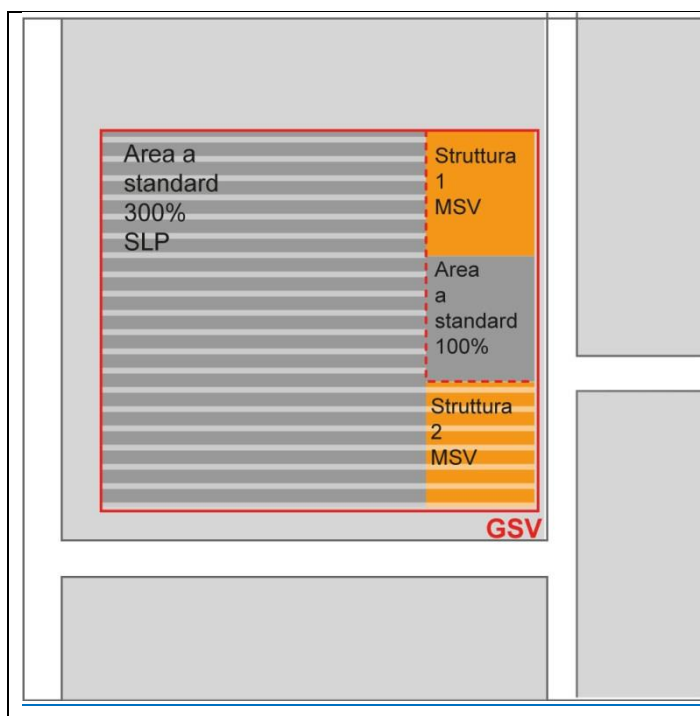 Area a
standard
300%
SLP
Struttura
1
MSV
Area
a
standard
100%
Struttura
2
MSV
GSV